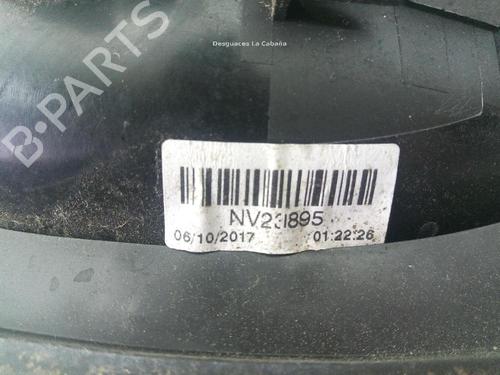 Desguaces La Cabaña
B-PARTS
NV231895
06/10/2017 01:22:26